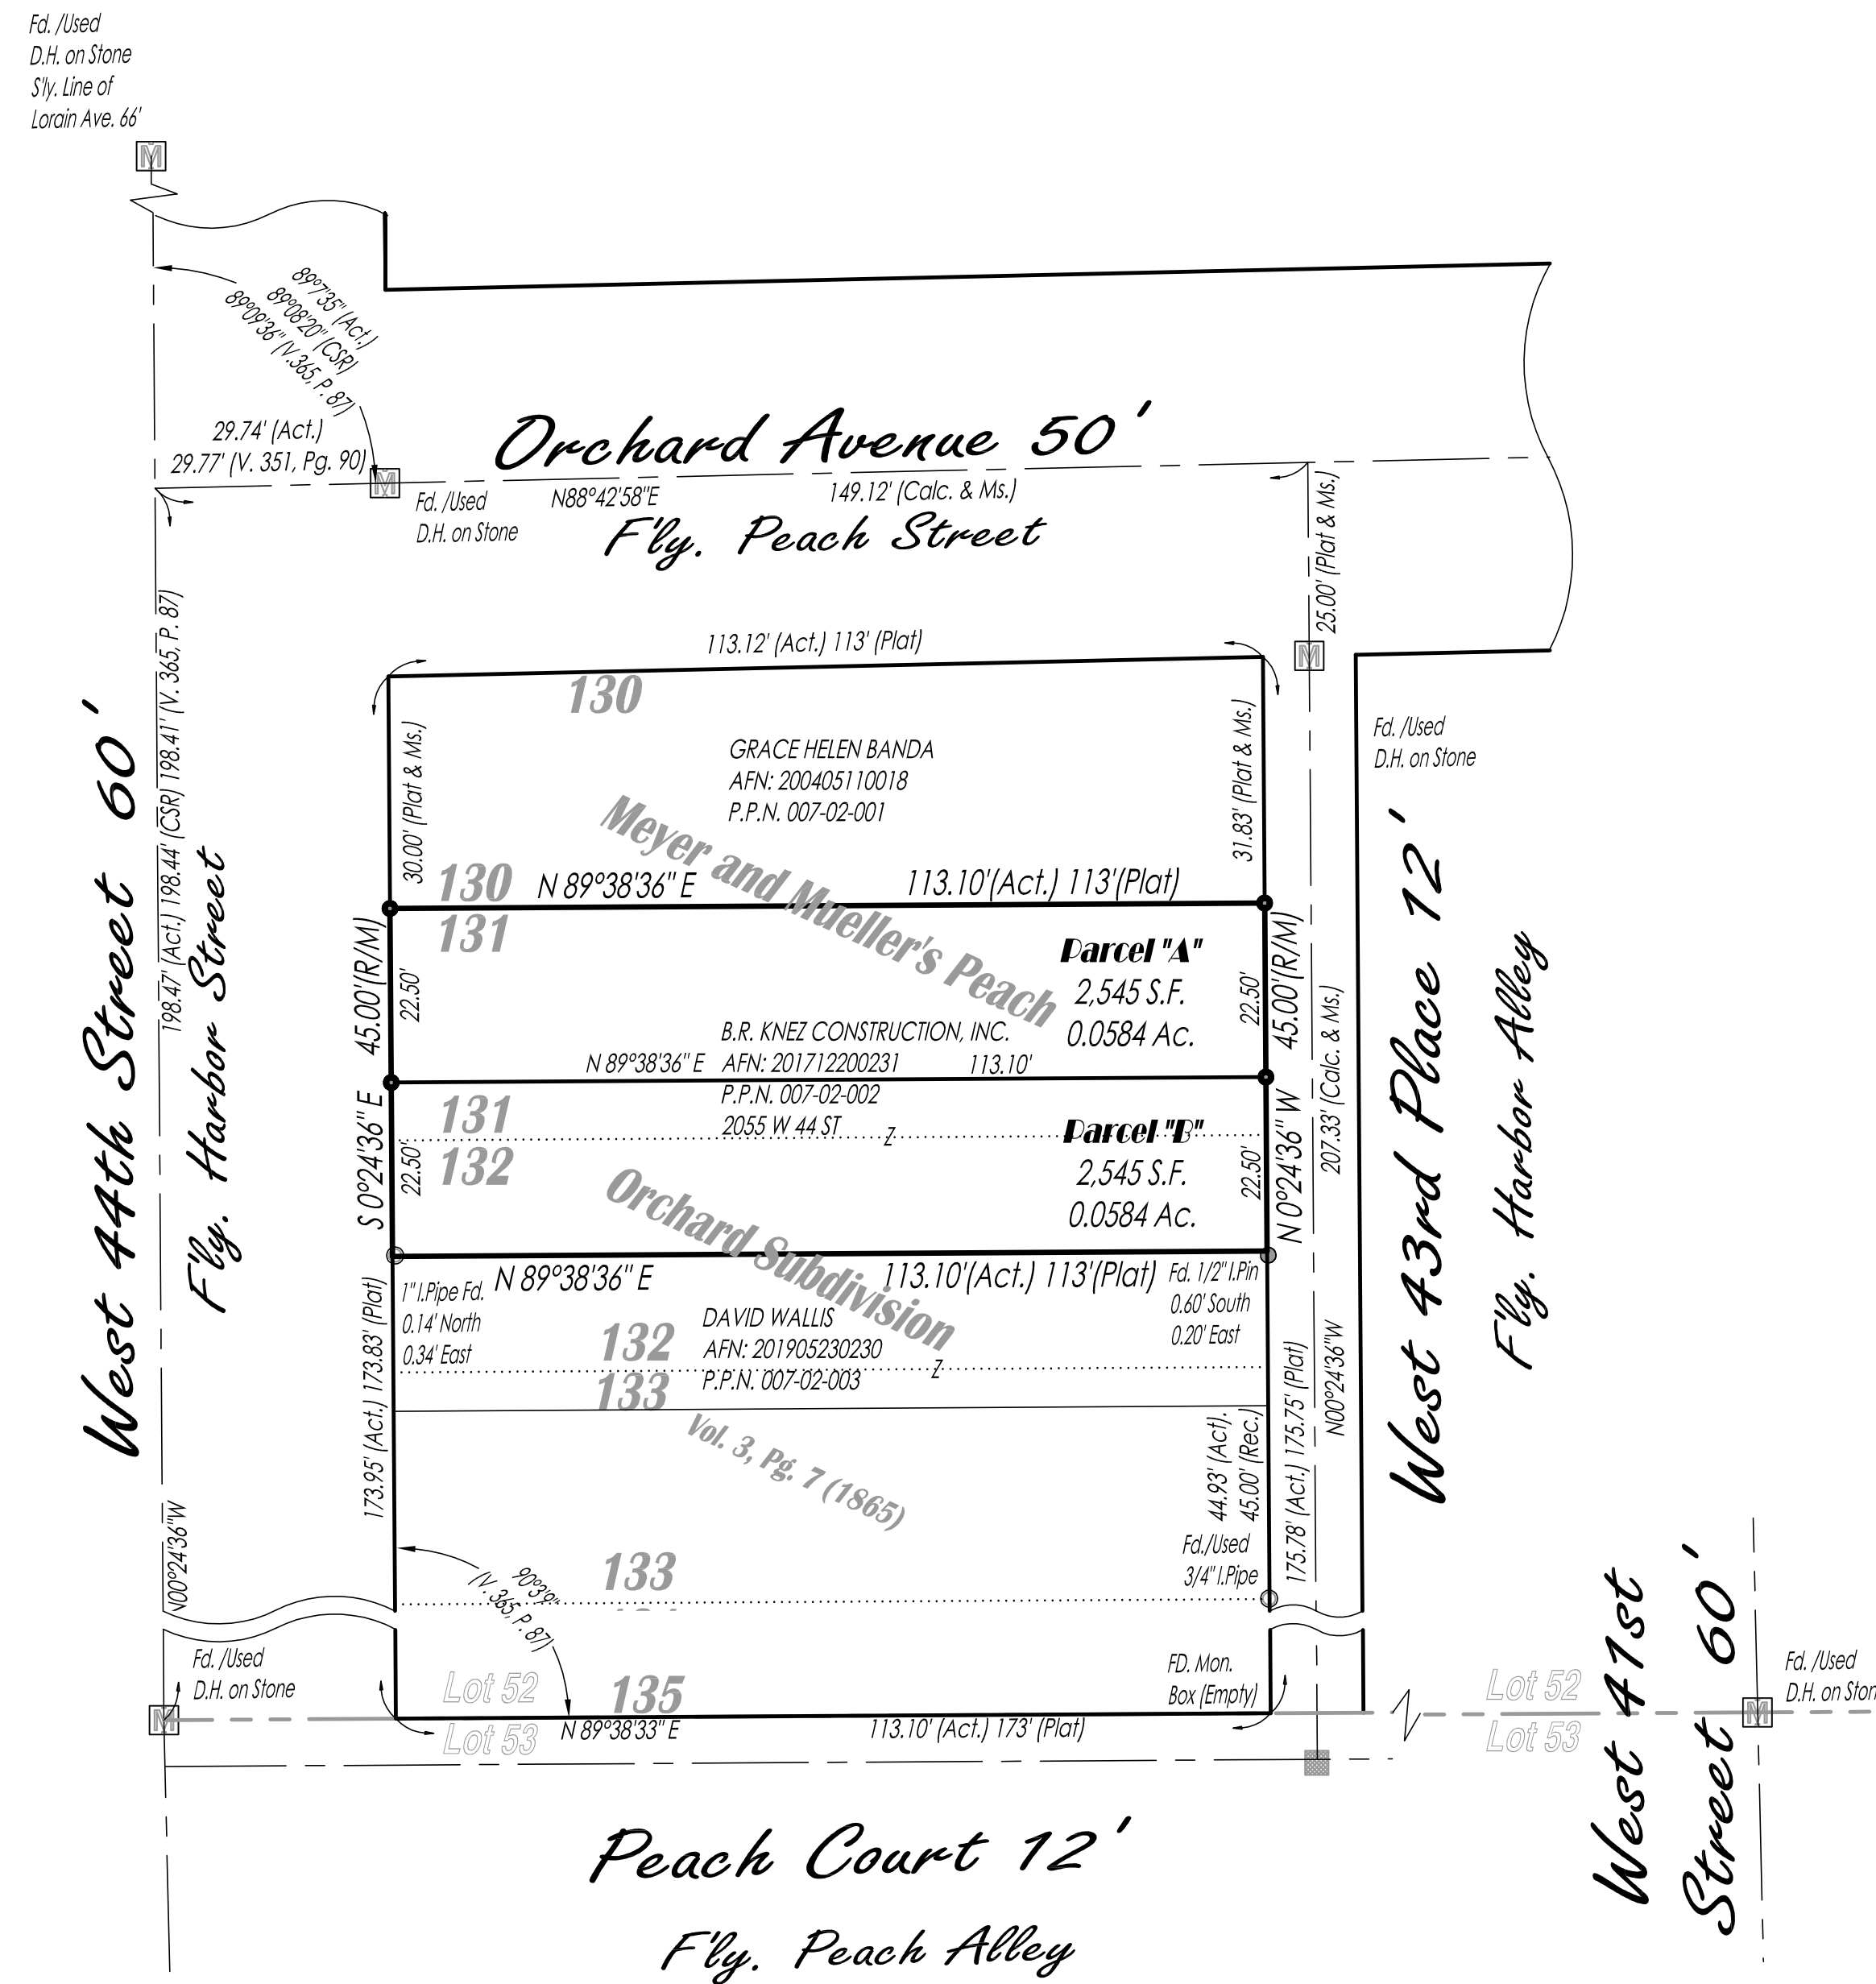 Fd. /Used
D.H. on Stone
S'ly. Line of
Lorain Ave. 66'
M
89°7'35" (Act.)
89°08'20" (CSR)
89°09'36" (V.365, P. 87)
29.74' (Act.)
29.77' (V. 351, Pg. 90)
M
Fd. /Used
D.H. on Stone
Orchard Avenue 50'
N88°42'58"E
149.12' (Calc. & Ms.)
F'ly. Peach Street
25.00' (Plat & Ms.)
M
Fd. /Used
D.H. on Stone
113.12' (Act.) 113' (Plat)
130
GRACE HELEN BANDA
AFN: 200405110018
P.P.N. 007-02-001
30.00' (Plat & Ms.)
31.83' (Plat & Ms.)
West 44th Street 60'
198.47' (Act.) 198.44' (CSR) 198.41' (V. 365, P. 87)
F'ly. Harbor Street
Meyer and Mueller's Peach
130
N 89°38'36" E
113.10'(Act.) 113'(Plat)
131
45.00'(R/M)
22.50'
Parcel "A"
2,545 S.F.
0.0584 Ac.
22.50'
45.00'(R/M)
B.R. KNEZ CONSTRUCTION, INC.
N 89°38'36" E
AFN: 201712200231
113.10'
P.P.N. 007-02-002
2055 W 44 ST
S 0°24'36" E
131
132
22.50'
Z
Parcel "B"
2,545 S.F.
0.0584 Ac.
22.50'
N 0°24'36" W
207.33' (Calc. & Ms.)
West 43rd Place 12'
F'ly. Harbor Alley
Orchard Subdivision
N 89°38'36" E
113.10'(Act.) 113'(Plat)
1" I.Pipe Fd.
0.14' North
0.34' East
Fd. 1/2" I.Pin
0.60' South
0.20' East
DAVID WALLIS
AFN: 201905230230
P.P.N. 007-02-003
132
133
Z
173.95' (Act.) 173.83' (Plat)
Vol. 3, Pg. 7 (1865)
44.93' (Act).
45.00' (Rec.)
175.78' (Act.) 175.75' (Plat)
N00°24'36"W
N00°24'36"W
133
Fd./Used
3/4" I.Pipe
90°3'9"
(V.365, P. 87)
Fd. /Used
D.H. on Stone
M
Lot 52
Lot 53
135
FD. Mon.
Box (Empty)
N 89°38'33" E
113.10' (Act.) 173' (Plat)
Lot 52
Lot 53
West 41st
Street 60'
M
Fd. /Used
D.H. on Ston
Peach Court 12'
F'ly. Peach Alley